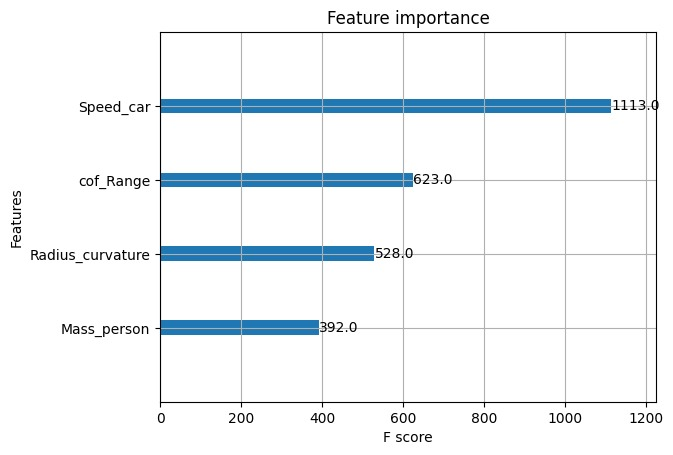 Feature importance
Speed_car
1113.0
cof_Range
623.0
Radius_curvature
528.0
Mass_person
392.0
Features
0 200 400 600 800 1000 1200
F score